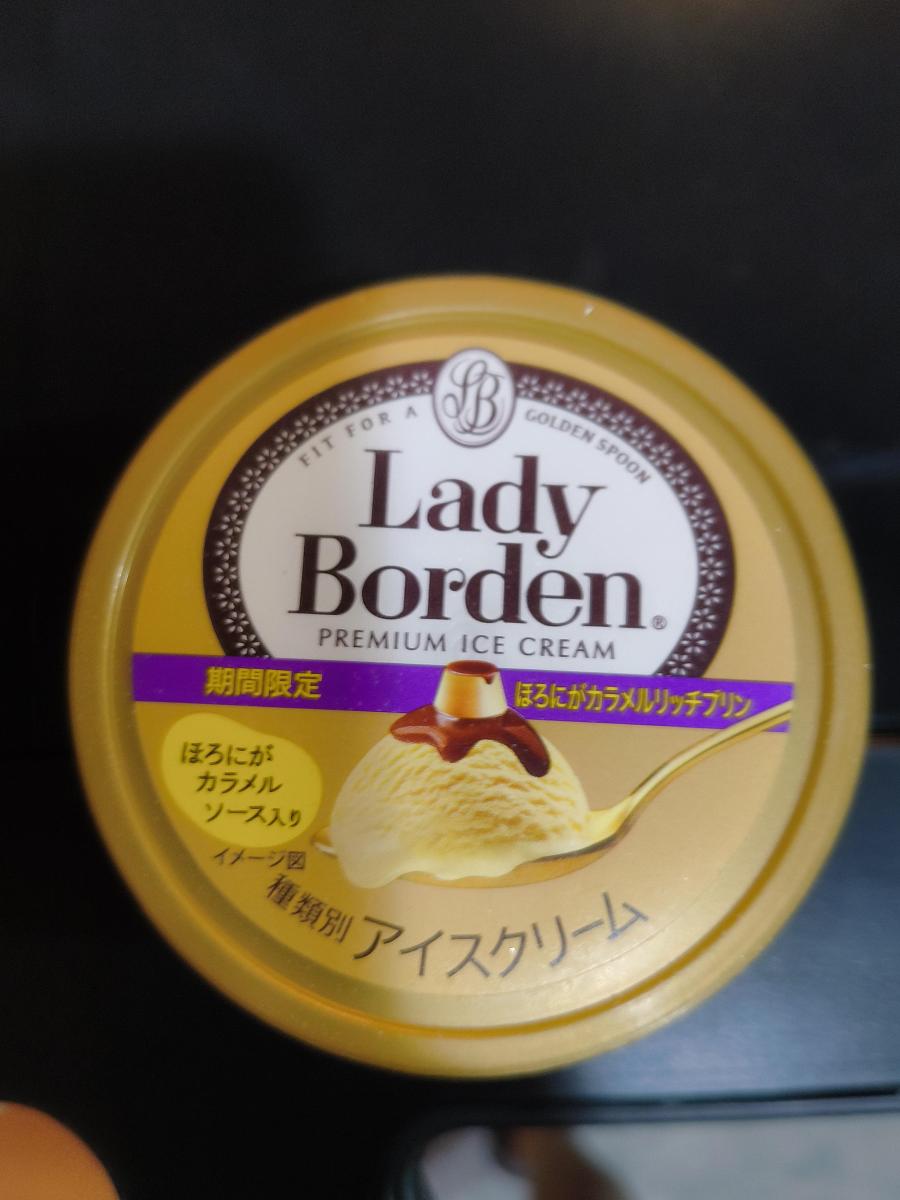 LB
FIT FOR A GOLDEN SPOON
Lady
Borden®
PREMIUM ICE CREAM
期間限定
ほろにがカラメルリッチプリン
ほろにが
カラメル
ソース入り
イメージ図
種類別 アイスクリーム